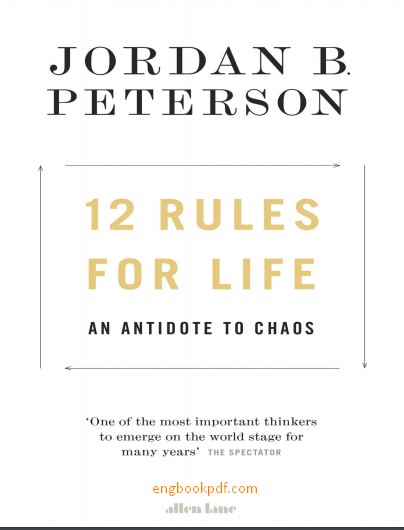 JORDAN B.
PETERSON
12 RULES
FOR LIFE
AN ANTIDOTE TO CHAOS
‘One of the most important thinkers
to emerge on the world stage for
many years’ THE SPECTATOR
engbookpdf.com
allen lane